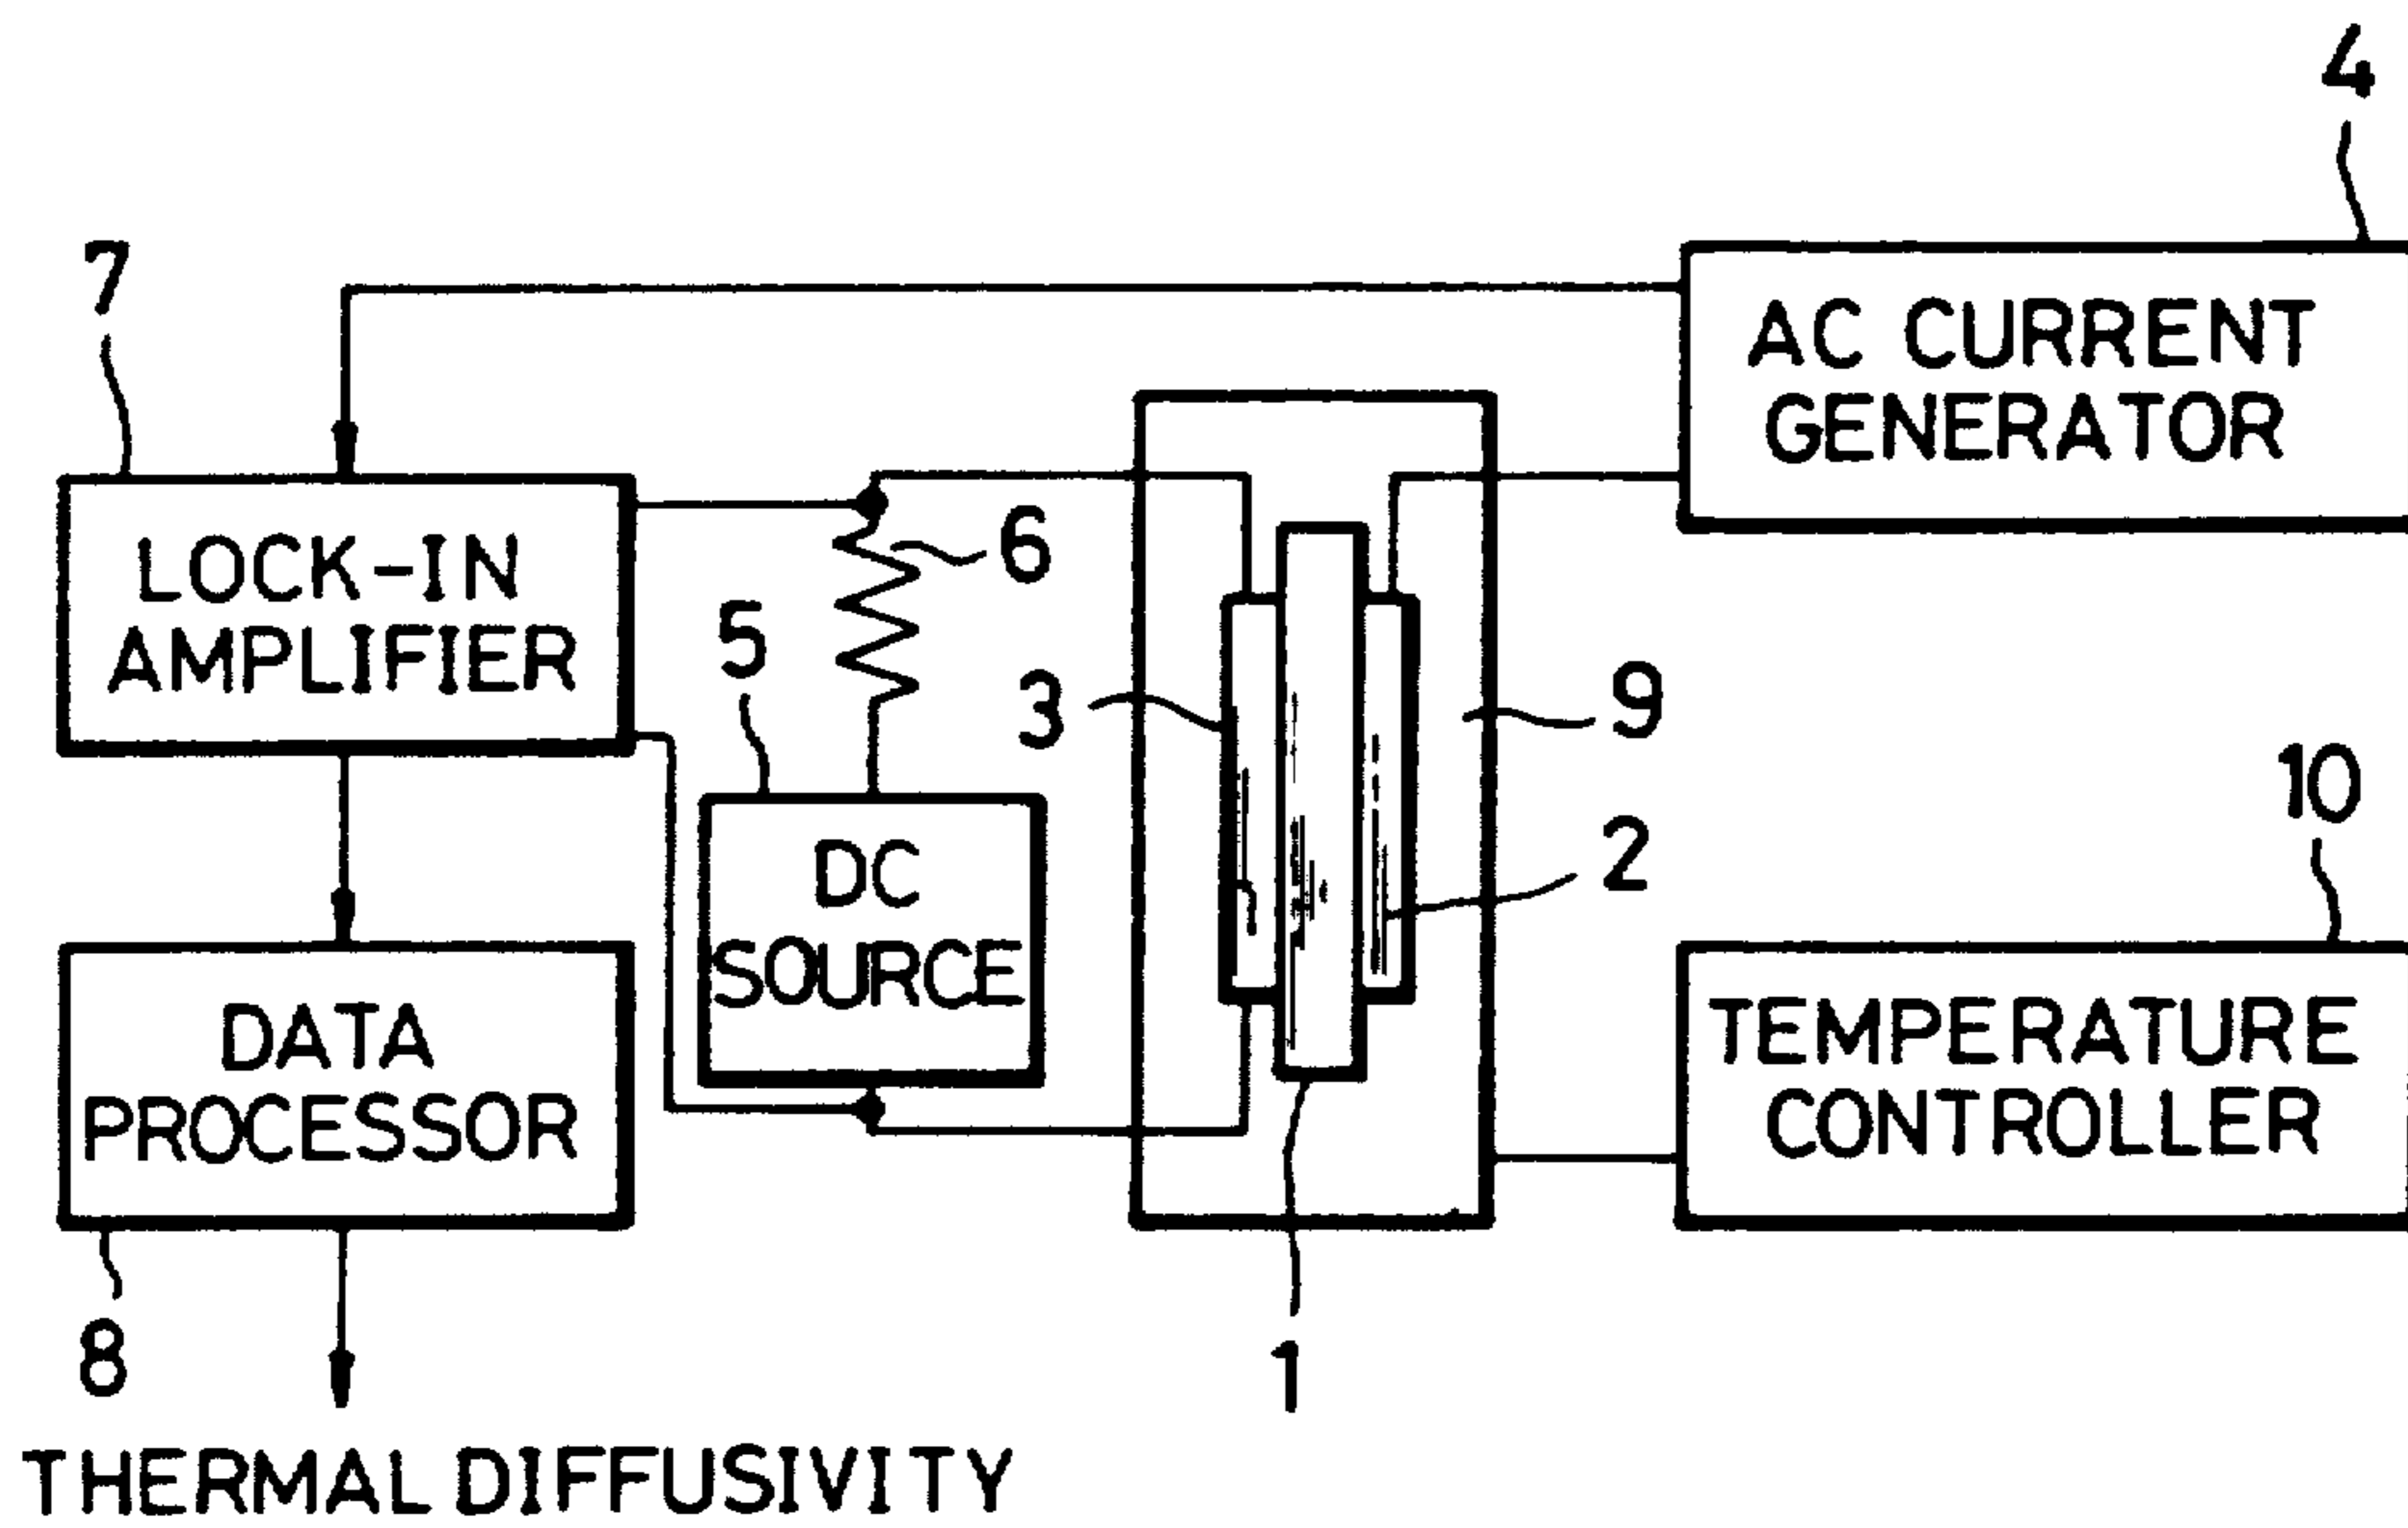 4
7
AC CURRENT
GENERATOR
LOCK-IN
AMPLIFIER
6
5
3
9
10
DC
SOURCE
2
DATA
PROCESSOR
TEMPERATURE
CONTROLLER
8
1
THERMAL DIFFUSIVITY